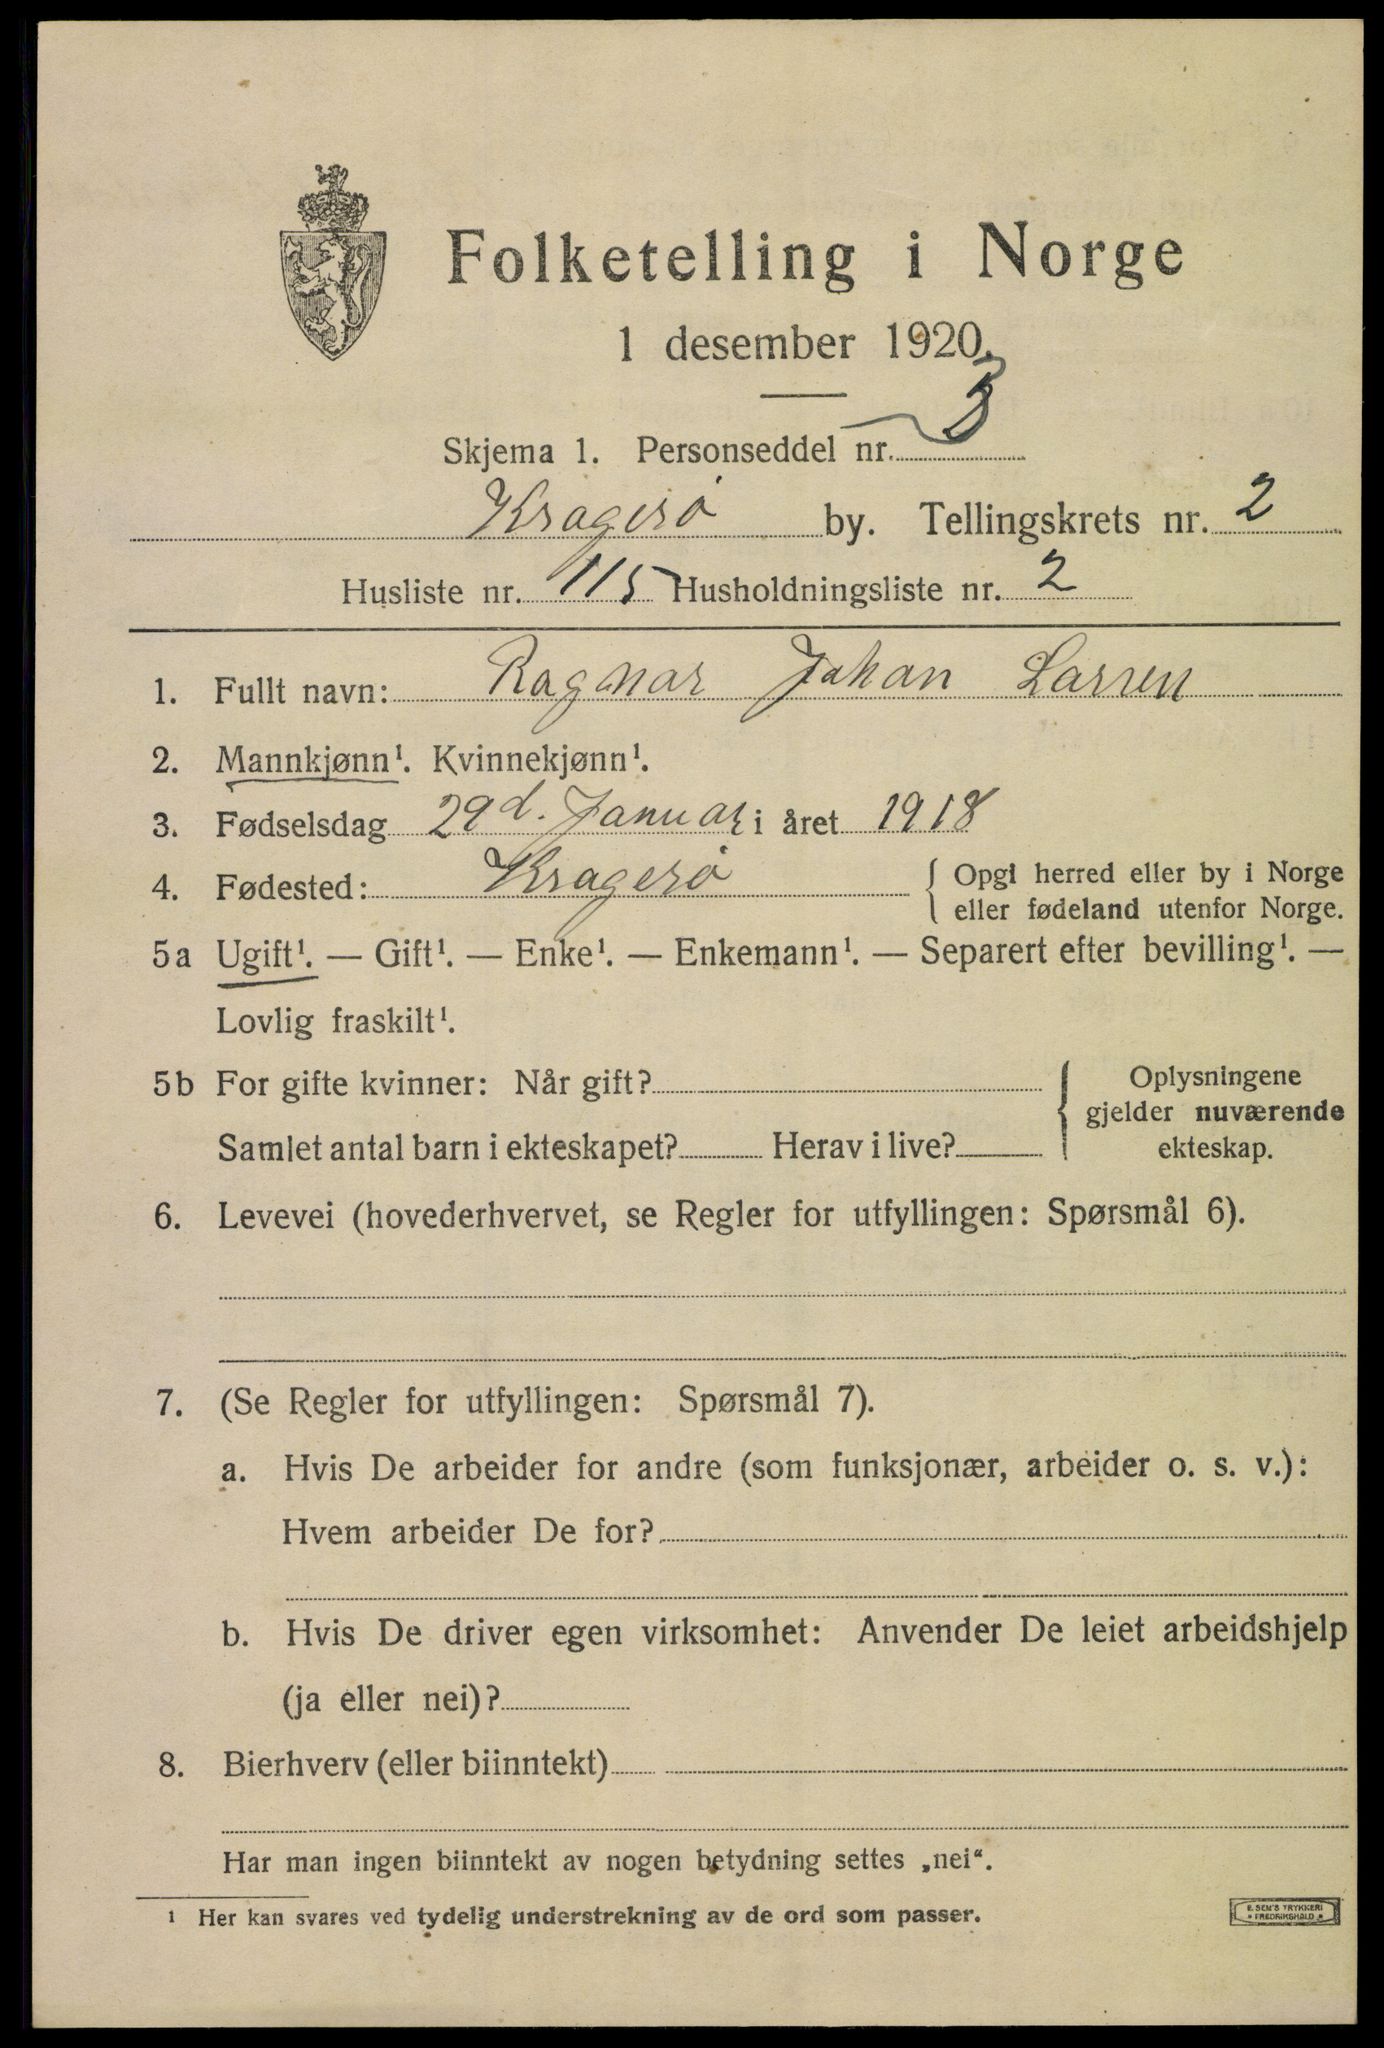 Folketelling i Norge
1 desember 1920.
Skjema 1. Personseddel nr. 3
Kragerö by. Tellingskrets nr. 2
Husliste nr. 115 Husholdningsliste nr. 2
1. Fullt navn: Ragnar Johan Larsen
2. Mannkjønn¹. Kvinnekjønn¹.
3. Fødselsdag 29d. Januar i året 1918
4. Fødested: Kragerö { Opgi herred eller by i Norge
eller fødeland utenfor Norge.
5a Ugift¹. — Gift¹. — Enke¹. — Enkemann¹. — Separert efter bevilling¹. —
Lovlig fraskilt¹.
5b For gifte kvinner: Når gift? { Oplysningene
gjelder nuværende
Samlet antal barn i ekteskapet? Herav i live? ekteskap.
6. Levevei (hovederhvervet, se Regler for utfyllingen: Spørsmål 6).
7. (Se Regler for utfyllingen: Spørsmål 7).
a. Hvis De arbeider for andre (som funksjonær, arbeider o. s. v.):
Hvem arbeider De for?
b. Hvis De driver egen virksomhet: Anvender De leiet arbeidshjelp
(ja eller nei)?
8. Bierhverv (eller biinntekt)
Har man ingen biinntekt av nogen betydning settes „nei“.
1 Her kan svares ved tydelig understrekning av de ord som passer.
E. SEM'S TRYKKERI
* FREDRIKSHALD *